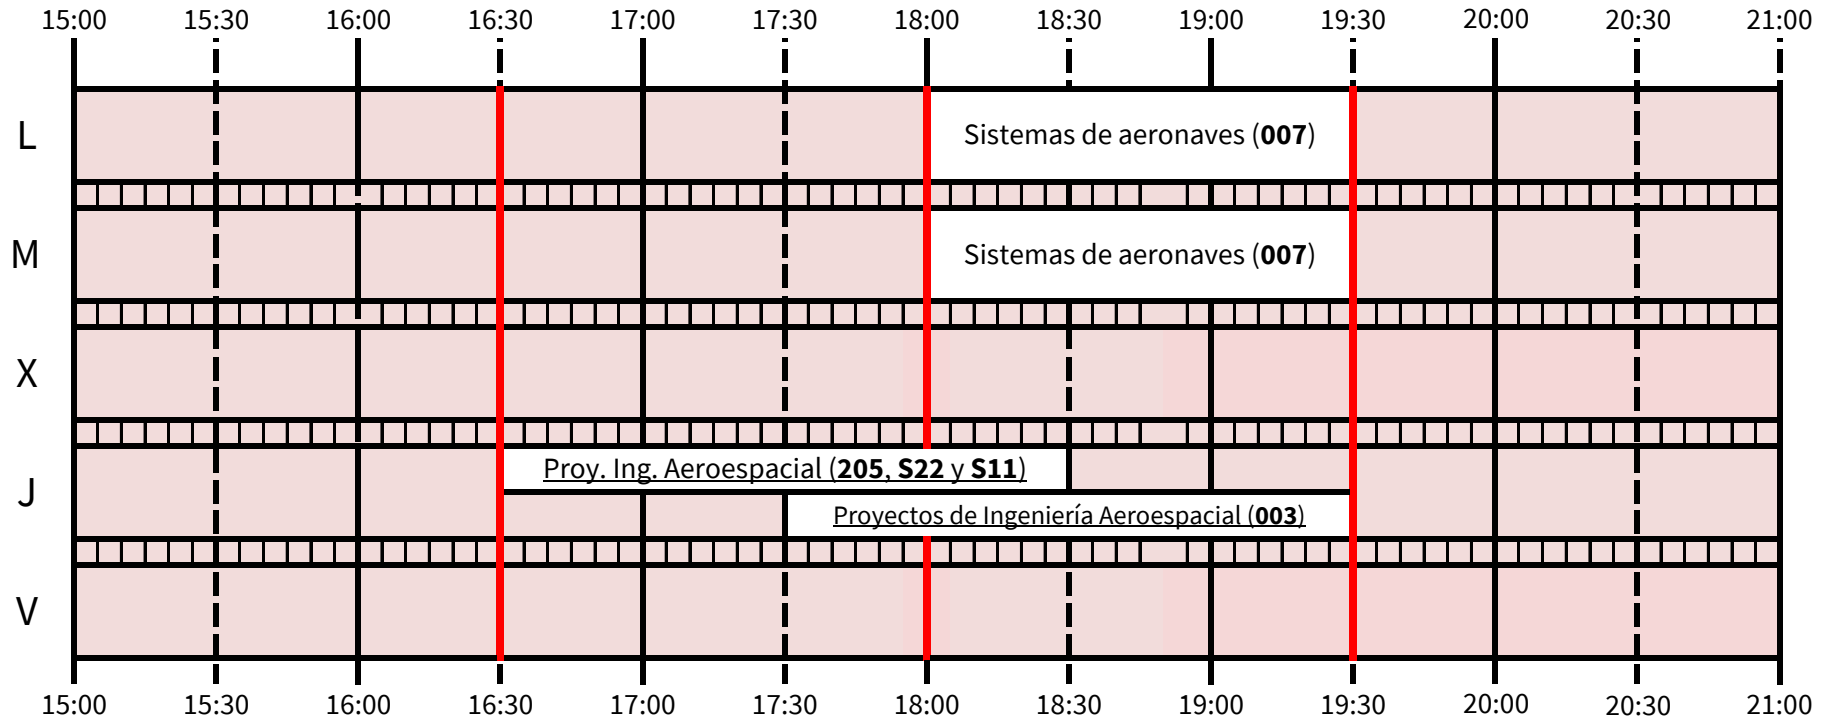 15:00 15:30 16:00 16:30 17:00 17:30 18:00 18:30 19:00 19:30 20:00 20:30 21:00
L Sistemas de aeronaves (007)
M Sistemas de aeronaves (007)
X
J Proy. Ing. Aeroespacial (205, S22 y S11)
Proyectos de Ingeniería Aeroespacial (003)
V
15:00 15:30 16:00 16:30 17:00 17:30 18:00 18:30 19:00 19:30 20:00 20:30 21:00